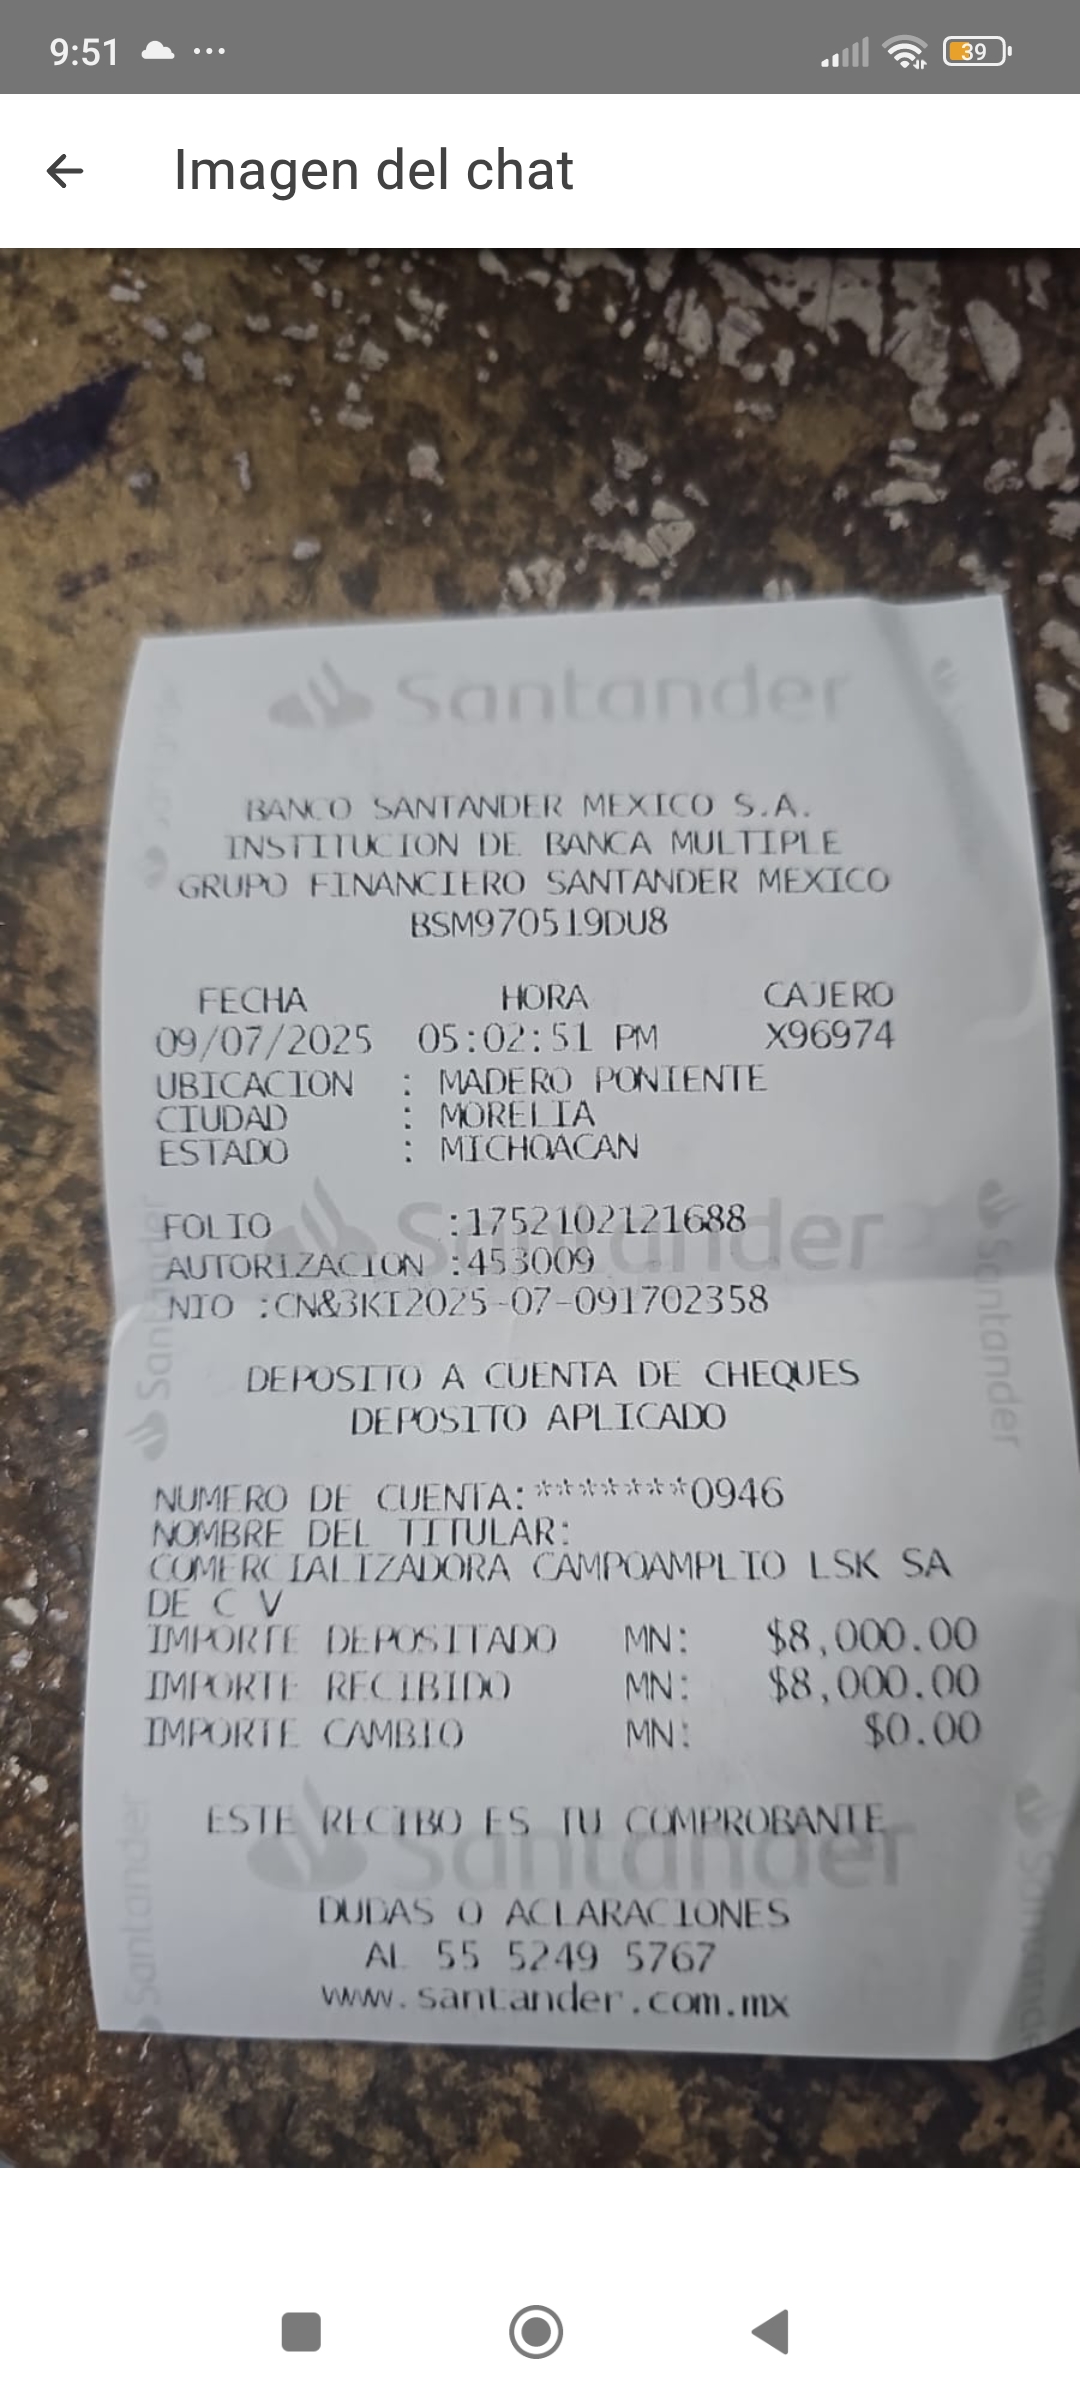 9:51
39
Imagen del chat
Santander
BANCO SANTANDER MEXICO S.A.
INSTITUCION DE BANCA MULTIPLE
GRUPO FINANCIERO SANTANDER MEXICO
BSM970519DU8
FECHA HORA CAJERO
09/07/2025 05:02:51 PM X96974
UBICACION : MADERO PONIENTE
CIUDAD : MORELIA
ESTADO : MICHOACAN
Santander
FOLIO :1752102121688
AUTORIZACION :453009
NIO :CN&3KI2025-07-091702358
Santander
Santander
DEPOSITO A CUENTA DE CHEQUES
DEPOSITO APLICADO
NUMERO DE CUENTA:*******0946
NOMBRE DEL TITULAR:
COMERCIALIZADORA CAMPOAMPLIO LSK SA
DE C V
IMPORTE DEPOSITADO MN: $8,000.00
IMPORTE RECIBIDO MN: $8,000.00
IMPORTE CAMBIO MN: $0.00
ESTE RECIBO ES TU COMPROBANTE
Santander
Santander
DUDAS O ACLARACIONES
AL 55 5249 5767
www.santander.com.mx